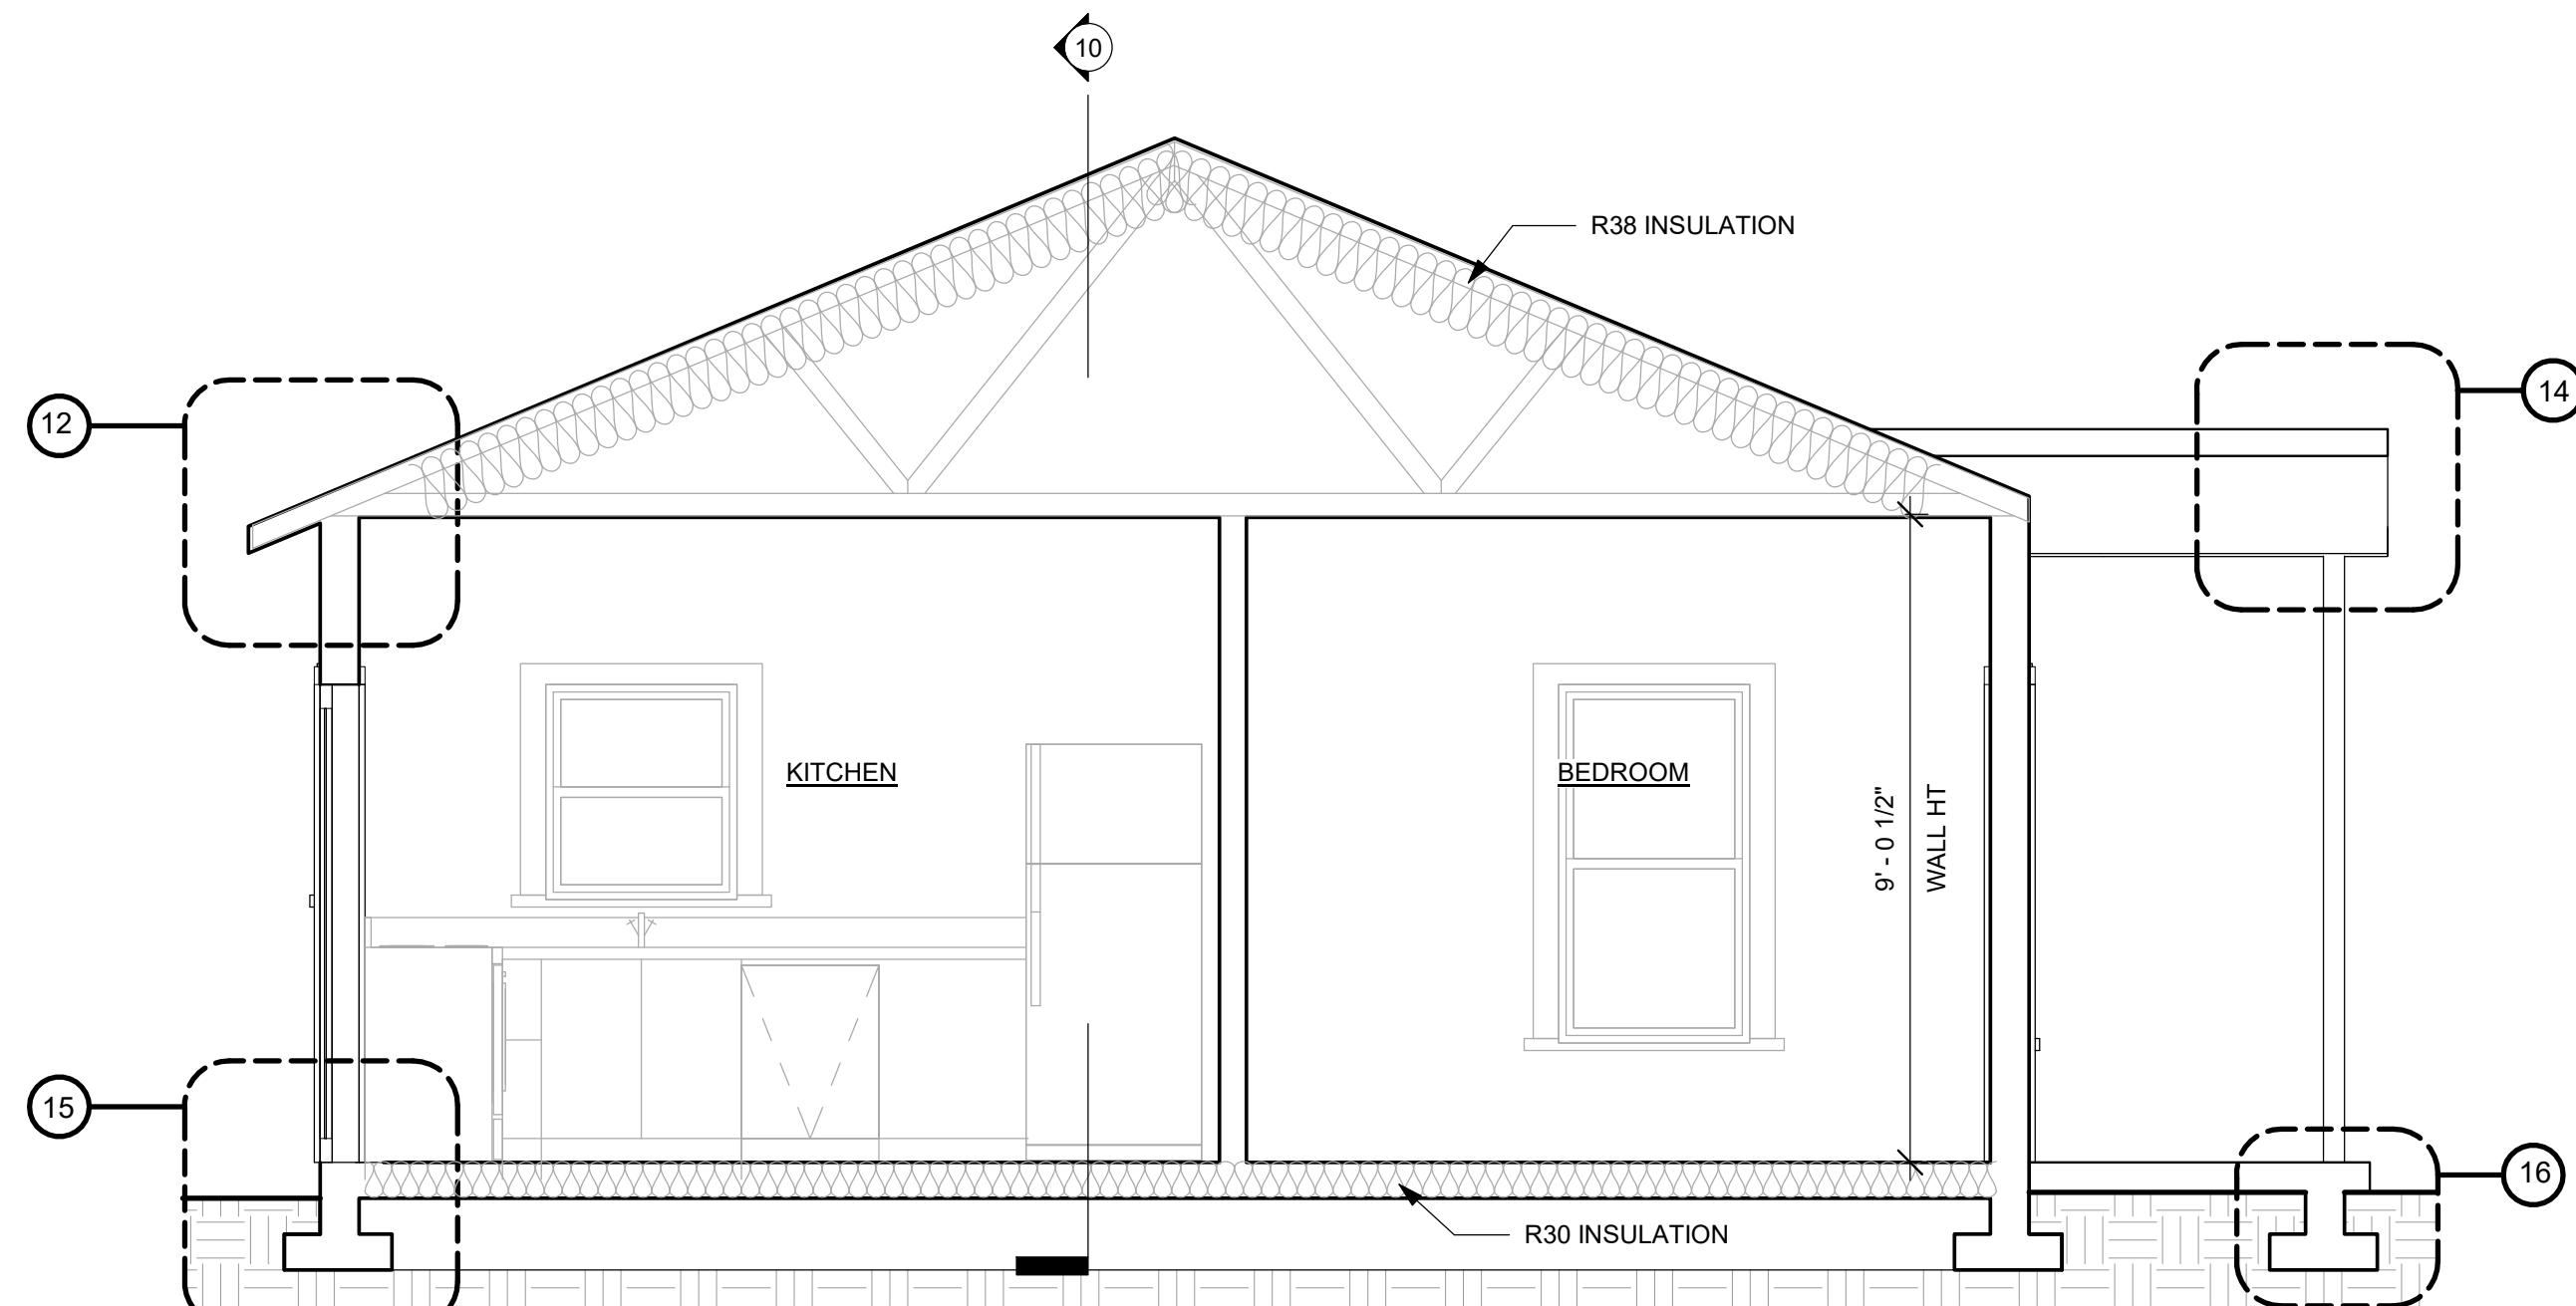 10
R38 INSULATION
12
14
KITCHEN
BEDROOM
9' - 0 1/2"
WALL HT
15
16
R30 INSULATION